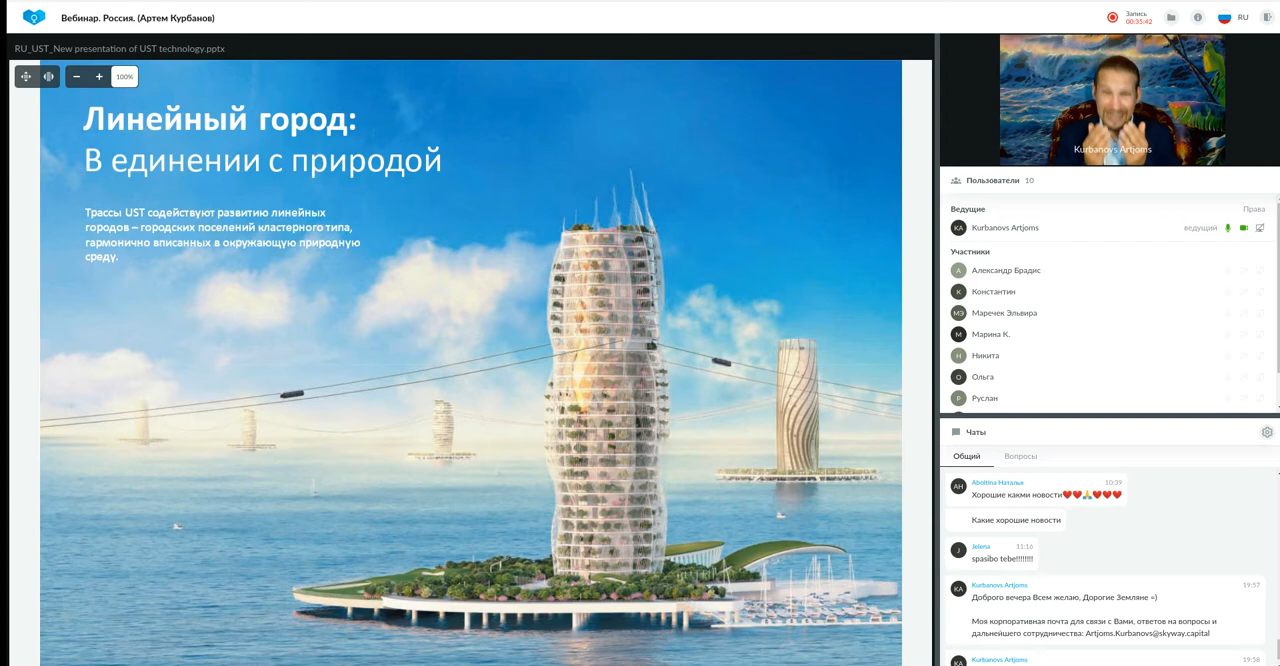 Вебинар. Россия. (Артем Курбанов)
Запись
00:35:42
RU
RU_UST_New presentation of UST technology.pptx
100%
Линейный город:
В единении с природой
Трассы UST содействуют развитию линейных
городов – городских поселений кластерного типа,
гармонично вписанных в окружающую природную
среду.
Kurbanovs Artjoms
Пользователи 10
Ведущие Права
KA Kurbanovs Artjoms ведущий
Участники
А Александр Брадис
К Константин
МЭ Маречек Эльвира
М Марина К.
Н Никита
О Ольга
Р Руслан
Чаты
Общий Вопросы
АН Aboltina Наталья 10:39
Хорошие какми новости❤❤🙏❤❤❤
Какие хорошие новости
J Jelena 11:16
spasibo tebe!!!!!!!!
KA Kurbanovs Artjoms 19:57
Доброго вечера Всем желаю, Дорогие Земляне =)
Моя корпоративная почта для связи с Вами, ответов на вопросы и
дальнейшего сотрудничества: Artjoms.Kurbanovs@skyway.capital
KA Kurbanovs Artjoms 19:58